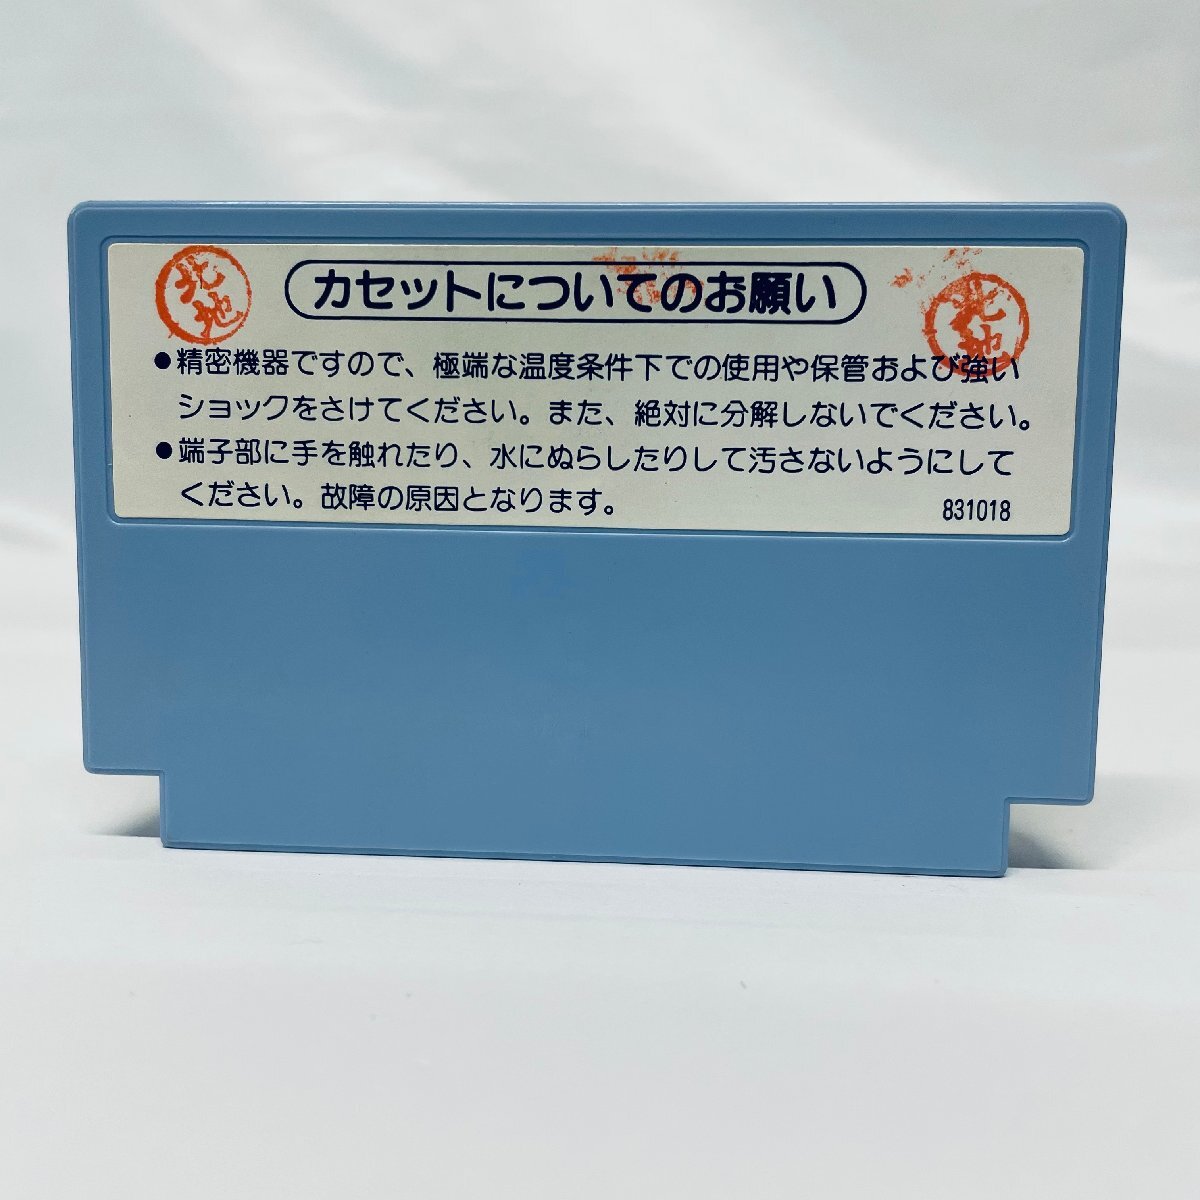 北地
カセットについてのお願い
北地
●精密機器ですので、極端な温度条件下での使用や保管および強い
ショックをさけてください。また、絶対に分解しないでください。
●端子部に手を触れたり、水にぬらしたりして汚さないようにして
ください。故障の原因となります。
831018